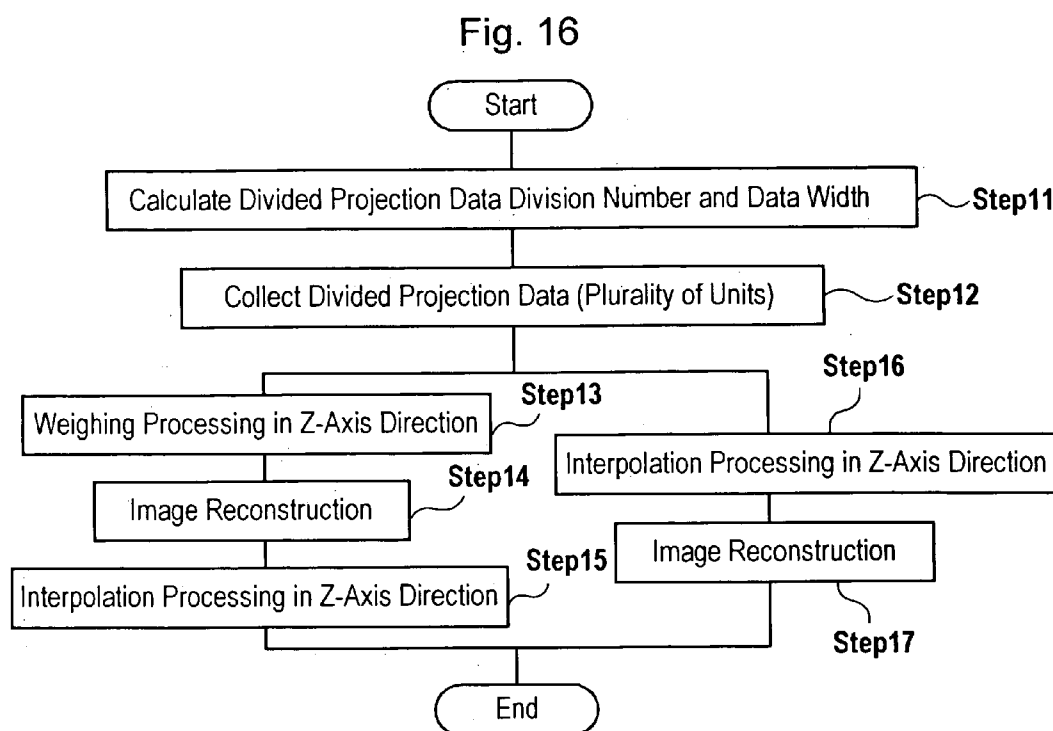 Fig. 16
Start
Calculate Divided Projection Data Division Number and Data Width
Step11
Collect Divided Projection Data (Plurality of Units)
Step12
Step13
Weighing Processing in Z-Axis Direction
Step14
Image Reconstruction
Step15
Interpolation Processing in Z-Axis Direction
Step16
Interpolation Processing in Z-Axis Direction
Image Reconstruction
Step17
End